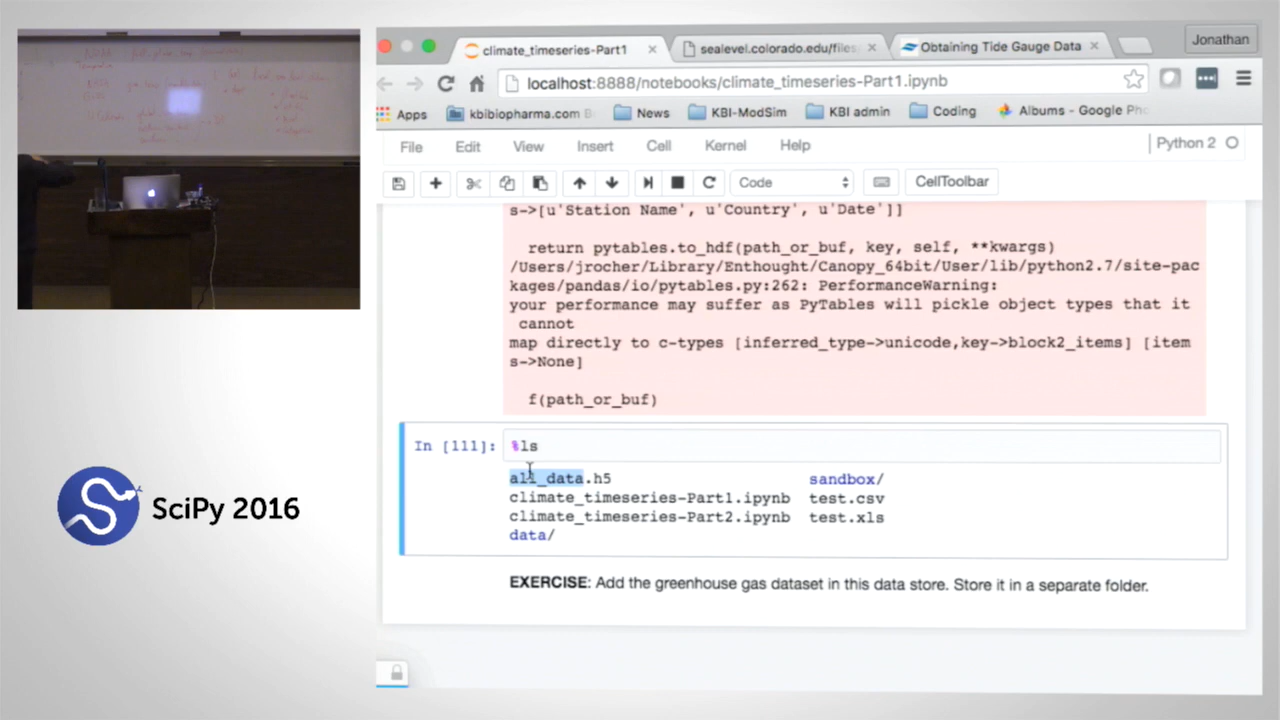 climate_timeseries-Part1
sealevel.colorado.edu/files
Obtaining Tide Gauge Data
Jonathan
localhost:8888/notebooks/climate_timeseries-Part1.ipynb
Apps
kbibiopharma.com
News
KBI-ModSim
KBI admin
Coding
Albums - Google Pho
File Edit View Insert Cell Kernel Help
Python 2
Code
CellToolbar
s->[u'Station Name', u'Country', u'Date']]
return pytables.to_hdf(path_or_buf, key, self, **kwargs)
/Users/jrocher/Library/Enthought/Canopy_64bit/User/lib/python2.7/site-pac
kages/pandas/io/pytables.py:262: PerformanceWarning:
your performance may suffer as PyTables will pickle object types that it
cannot
map directly to c-types [inferred_type->unicode,key->block2_items] [item
s->None]
f(path_or_buf)
In [111]: %ls
all_data.h5 sandbox/
climate_timeseries-Part1.ipynb test.csv
climate_timeseries-Part2.ipynb test.xls
data/
EXERCISE: Add the greenhouse gas dataset in this data store. Store it in a separate folder.
SciPy 2016